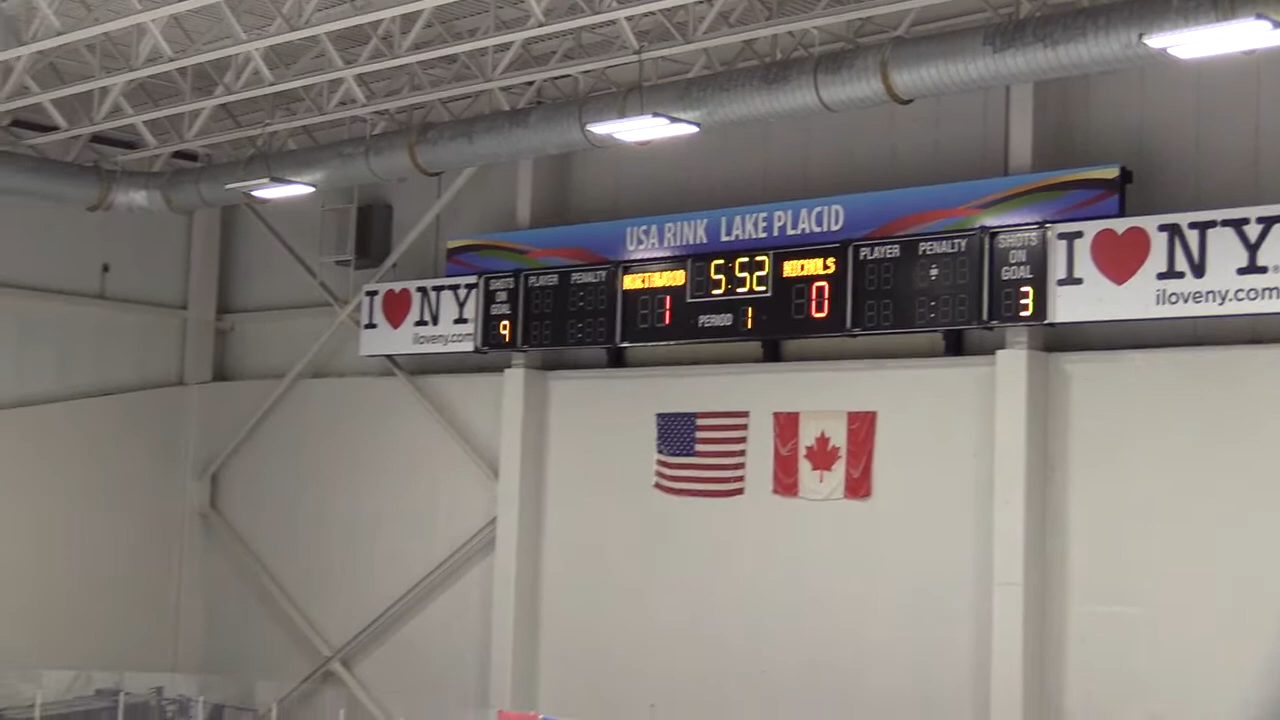 USA RINK LAKE PLACID
I ❤ NY
iloveny.com
SHOTS
ON
GOAL
9
PLAYER PENALTY
NORTHWOOD
1
5:52
PERIOD 1
NICHOLS
0
PLAYER PENALTY
SHOTS
ON
GOAL
3
I ❤ NY
iloveny.com